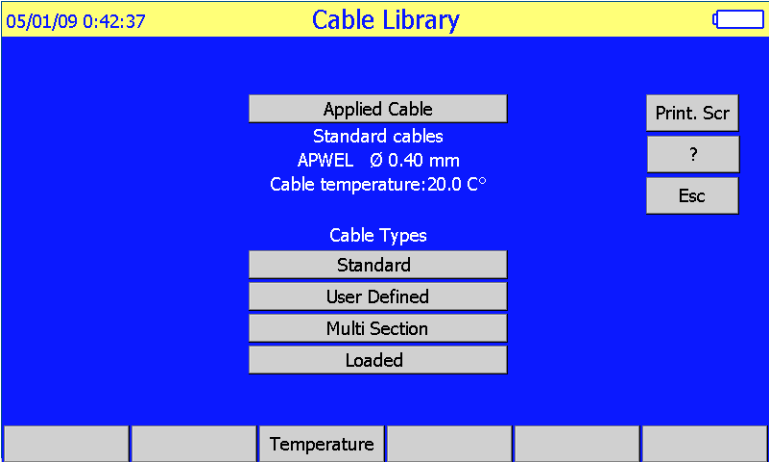 05/01/09 0:42:37
Cable Library
Applied Cable
Standard cables
APWEL Ø 0.40 mm
Cable temperature:20.0 C°
Cable Types
Standard
User Defined
Multi Section
Loaded
Print. Scr
?
Esc
Temperature